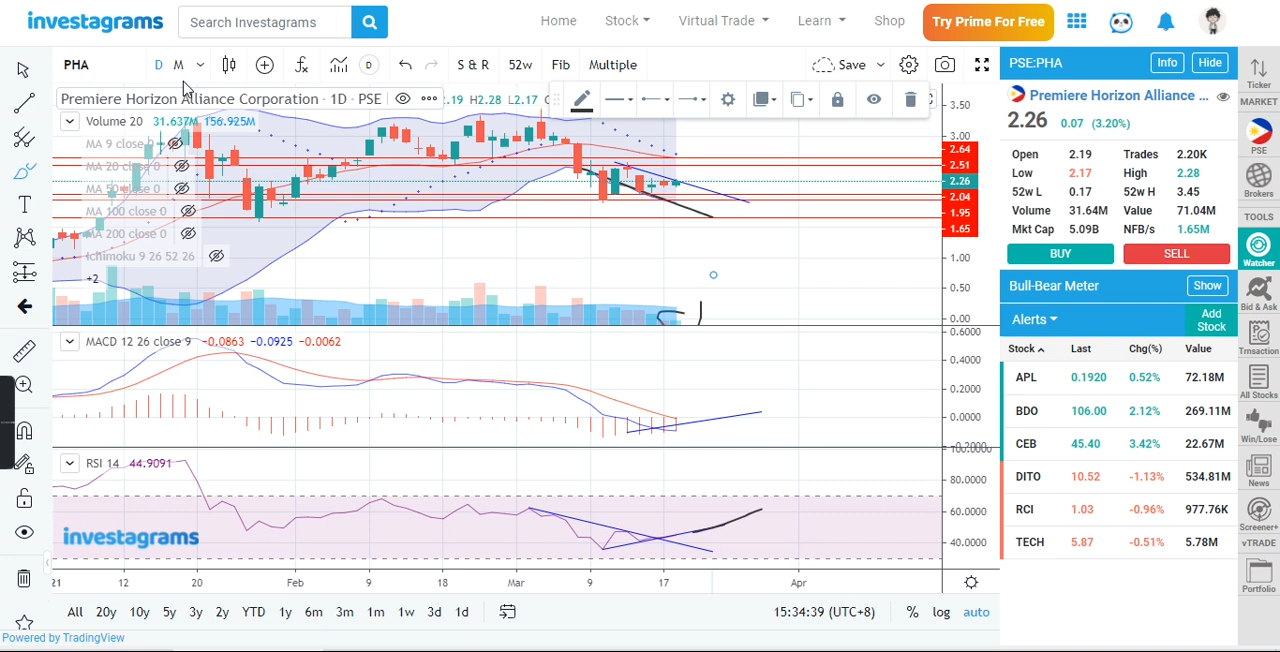 investagrams
Search Investagrams
Home
Stock
Virtual Trade
Learn
Shop
Try Prime For Free
PHA
D
M
D
S & R
52w
Fib
Multiple
Save
Premiere Horizon Alliance Corporation · 1D · PSE
2.19 H2.28 L2.17 C
Volume 20 31.637M 156.925M
MA 9 close 0
MA 20 close 0
MA 50 close 0
MA 100 close 0
MA 200 close 0
Ichimoku 9 26 52 26
+2
3.50
3.00
2.64
2.51
2.26
2.04
1.95
1.65
1.00
0.50
0.00
MACD 12 26 close 9 −0.0863 −0.0925 −0.0062
0.6000
0.4000
0.2000
0.0000
-0.2000
RSI 14 44.9091
100.0000
80.0000
60.0000
40.0000
investagrams
21 12 20 Feb 9 18 Mar 9 17 Apr
All 20y 10y 5y 3y 2y YTD 1y 6m 3m 1m 1w 3d 1d
15:34:39 (UTC+8)
% log auto
Powered by TradingView
PSE:PHA
Info
Hide
Premiere Horizon Alliance ...
2.26 0.07 (3.20%)
Open 2.19 Trades 2.20K
Low 2.17 High 2.28
52w L 0.17 52w H 3.45
Volume 31.64M Value 71.04M
Mkt Cap 5.09B NFB/s 1.65M
BUY
SELL
Bull-Bear Meter
Show
Alerts
Add
Stock
Stock Last Chg(%) Value
APL 0.1920 0.52% 72.18M
BDO 106.00 2.12% 269.11M
CEB 45.40 3.42% 22.67M
DITO 10.52 -1.13% 534.81M
RCI 1.03 -0.96% 977.76K
TECH 5.87 -0.51% 5.78M
Ticker
MARKET
PSE
Brokers
TOOLS
Watcher
Bid & Ask
Trnsaction
All Stocks
Win/Lose
News
Screener+
vTRADE
Portfolio